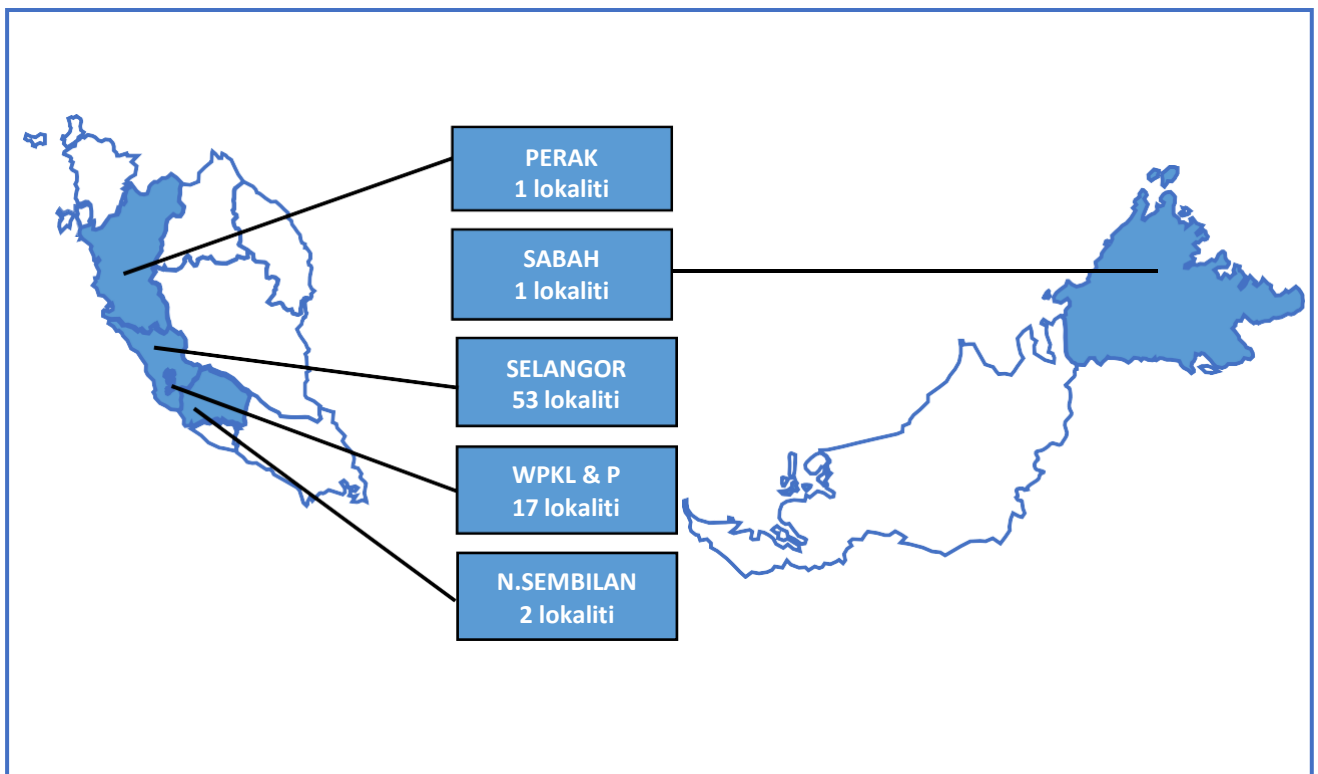 PERAK
1 lokaliti
SABAH
1 lokaliti
SELANGOR
53 lokaliti
WPKL & P
17 lokaliti
N.SEMBILAN
2 lokaliti